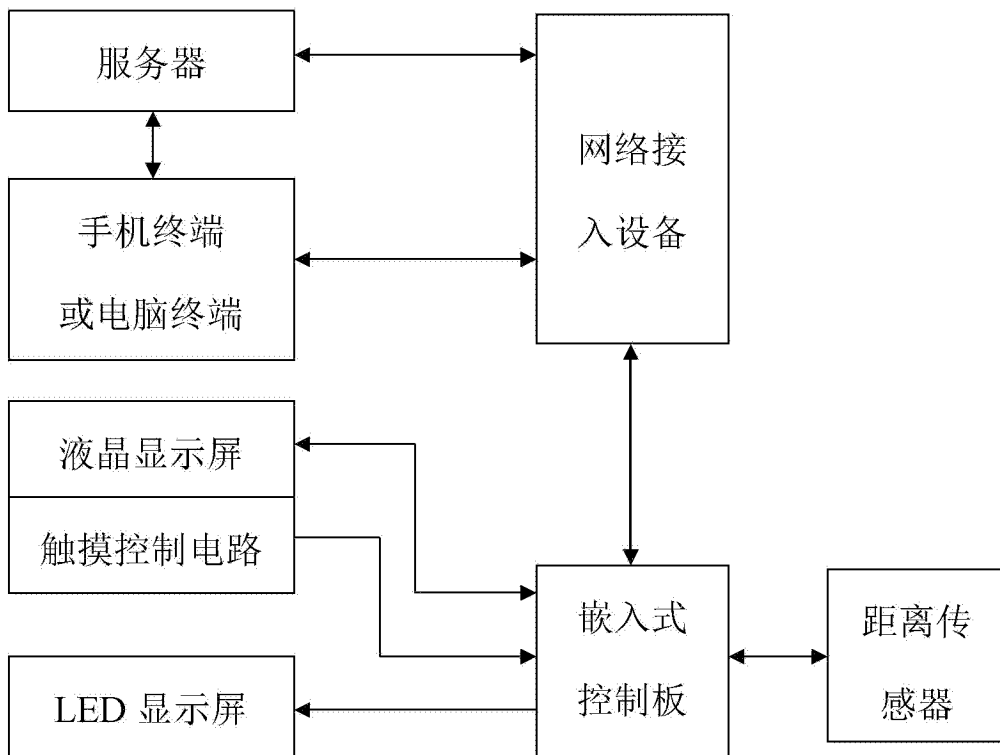 服务器
网络接
入设备
手机终端
或电脑终端
液晶显示屏
触摸控制电路
嵌入式
控制板
距离传
感器
LED 显示屏